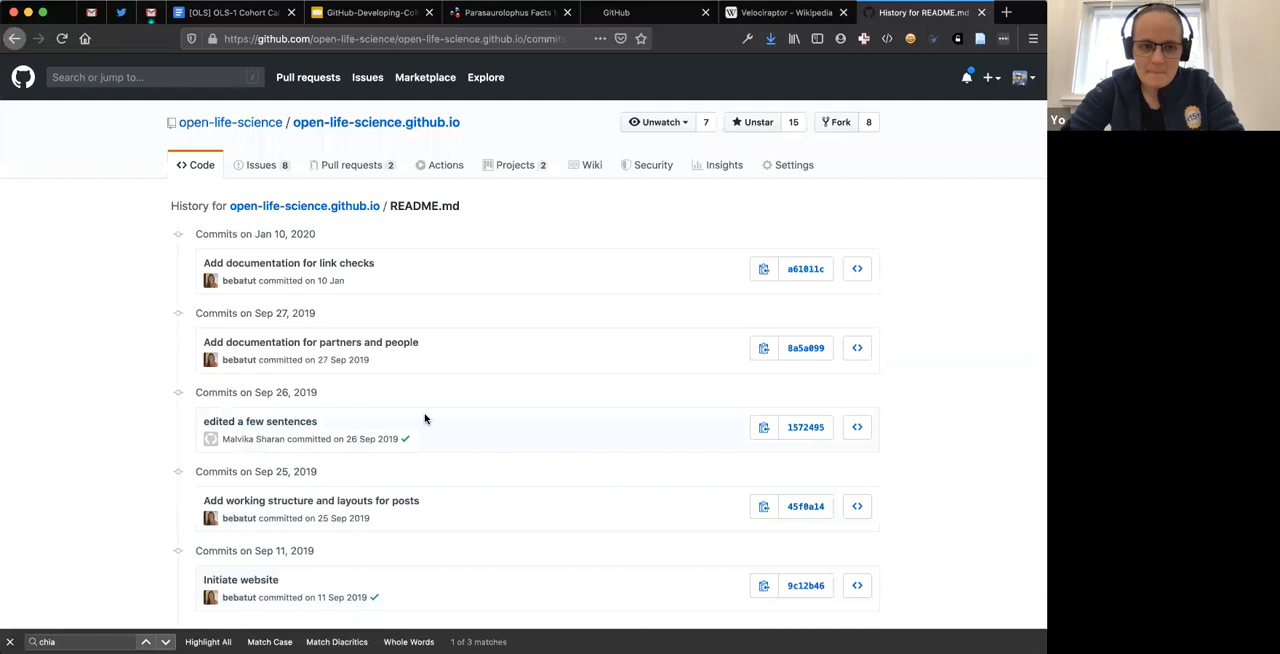 [OLS] OLS-1 Cohort Ca
GitHub-Developing-Co
Parasaurolophus Facts
GitHub
Velociraptor - Wikipedia
History for README.md
https://github.com/open-life-science/open-life-science.github.io/commits
Search or jump to...
/
Pull requests
Issues
Marketplace
Explore
open-life-science / open-life-science.github.io
Unwatch 7
Unstar 15
Fork 8
Code
Issues 8
Pull requests 2
Actions
Projects 2
Wiki
Security
Insights
Settings
History for open-life-science.github.io / README.md
Commits on Jan 10, 2020
Add documentation for link checks
bebatut committed on 10 Jan
a61011c
Commits on Sep 27, 2019
Add documentation for partners and people
bebatut committed on 27 Sep 2019
8a5a099
Commits on Sep 26, 2019
edited a few sentences
Malvika Sharan committed on 26 Sep 2019
1572495
Commits on Sep 25, 2019
Add working structure and layouts for posts
bebatut committed on 25 Sep 2019
45f0a14
Commits on Sep 11, 2019
Initiate website
bebatut committed on 11 Sep 2019
9c12b46
chia
Highlight All
Match Case
Match Diacritics
Whole Words
1 of 3 matches
Yo